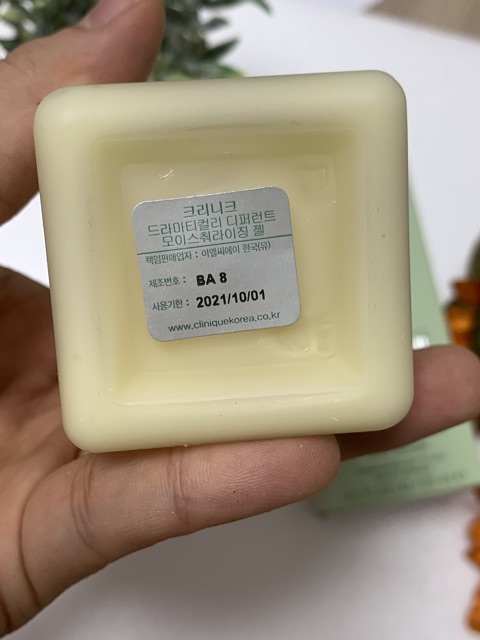 크리니크
드라마티컬리 디퍼런트
모이스춰라이징 젤
책임판매업자 : 이엘씨에이 한국(유)
제조번호 : BA 8
사용기한 : 2021/10/01
www.cliniquekorea.co.kr